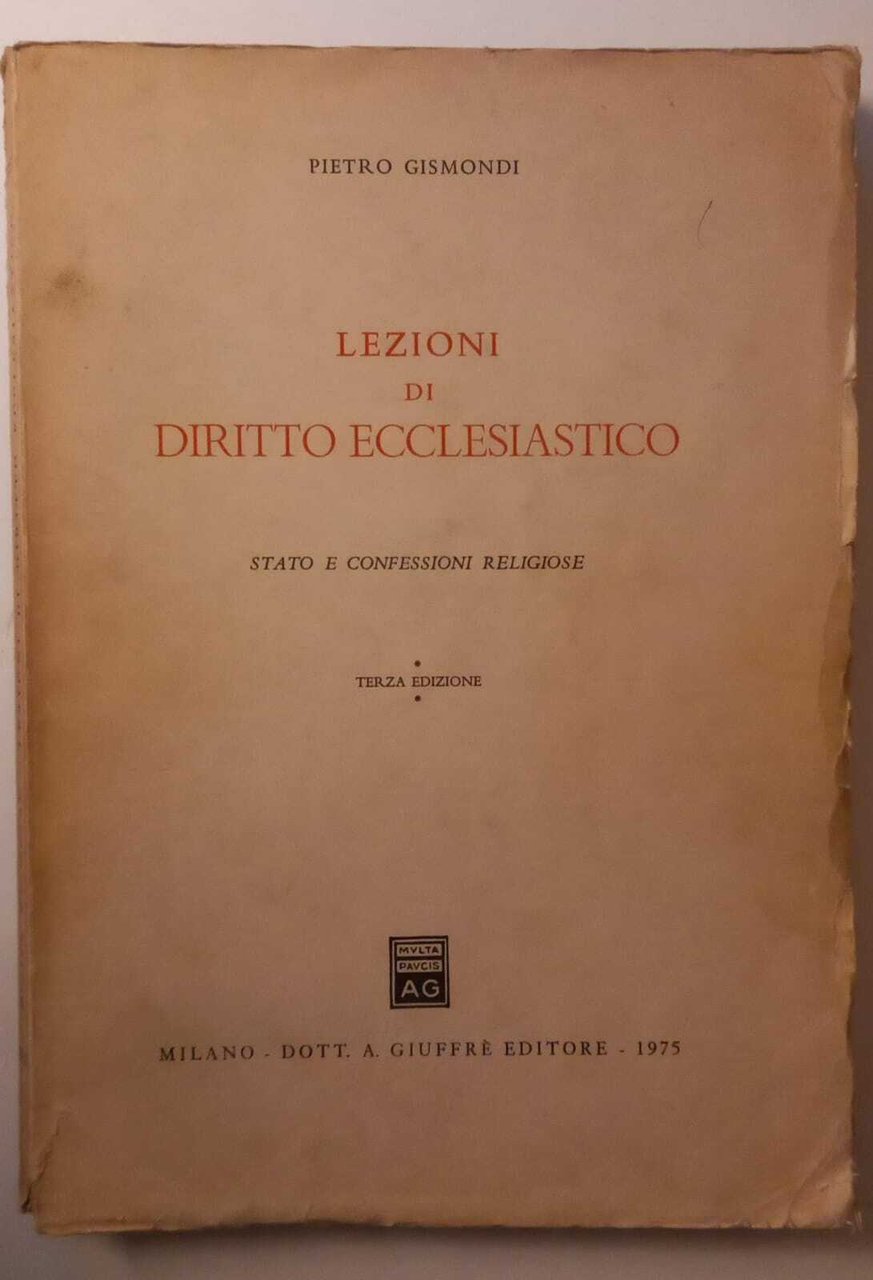 PIETRO GISMONDI
LEZIONI
DI
DIRITTO ECCLESIASTICO
STATO E CONFESSIONI RELIGIOSE
TERZA EDIZIONE
MVLTA
PAVCIS
AG
MILANO - DOTT. A. GIUFFRÈ EDITORE - 1975